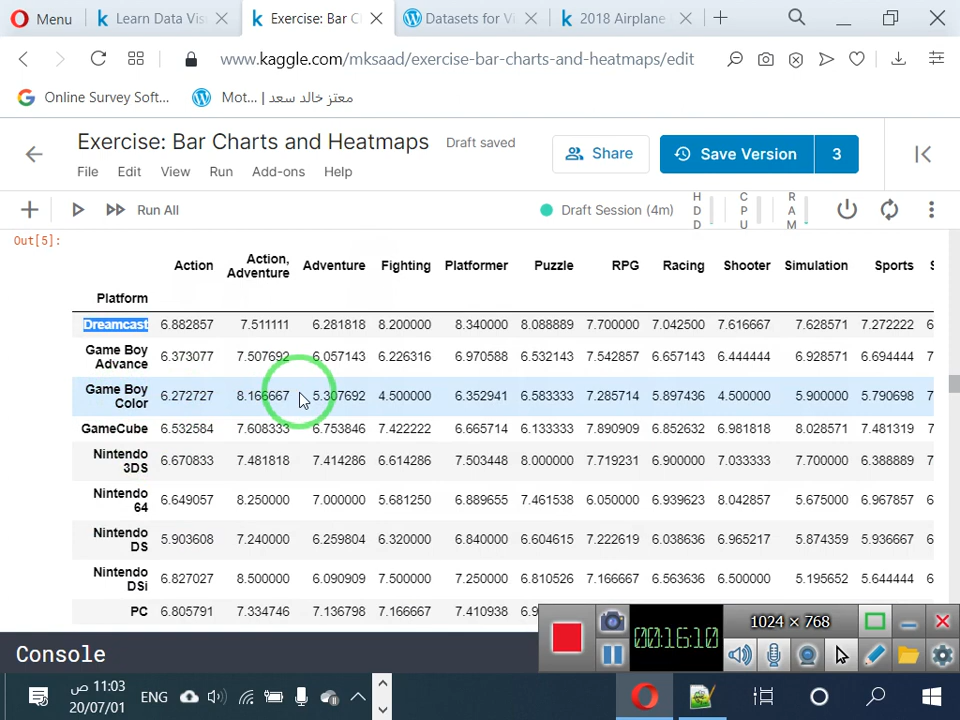 Menu
Learn Data Vis
Exercise: Bar C
Datasets for Vi
2018 Airplane
www.kaggle.com/mksaad/exercise-bar-charts-and-heatmaps/edit
Online Survey Soft...
Mot... | معتز خالد سعد
Exercise: Bar Charts and Heatmaps
Draft saved
Share
Save Version
3
File Edit View Run Add-ons Help
Run All
Draft Session (4m)
HDD
CPU
RAM
Out[5]:
Action Action, Adventure Adventure Fighting Platformer Puzzle RPG Racing Shooter Simulation Sports S
Platform
Dreamcast 6.882857 7.511111 6.281818 8.200000 8.340000 8.088889 7.700000 7.042500 7.616667 7.628571 7.272222 6
Game Boy Advance 6.373077 7.507692 6.057143 6.226316 6.970588 6.532143 7.542857 6.657143 6.444444 6.928571 6.694444 7
Game Boy Color 6.272727 8.166667 5.307692 4.500000 6.352941 6.583333 7.285714 5.897436 4.500000 5.900000 5.790698 7
GameCube 6.532584 7.608333 6.753846 7.422222 6.665714 6.133333 7.890909 6.852632 6.981818 8.028571 7.481319 7
Nintendo 3DS 6.670833 7.481818 7.414286 6.614286 7.503448 8.000000 7.719231 6.900000 7.033333 7.700000 6.388889 7
Nintendo 64 6.649057 8.250000 7.000000 5.681250 6.889655 7.461538 6.050000 6.939623 8.042857 5.675000 6.967857 6
Nintendo DS 5.903608 7.240000 6.259804 6.320000 6.840000 6.604615 7.222619 6.038636 6.965217 5.874359 5.936667 6
Nintendo DSi 6.827027 8.500000 6.090909 7.500000 7.250000 6.810526 7.166667 6.563636 6.500000 5.195652 5.644444 6
PC 6.805791 7.334746 7.136798 7.166667 7.410938 6.9
Console
00:16:10
1024 × 768
11:03 ص
ENG
20/07/01